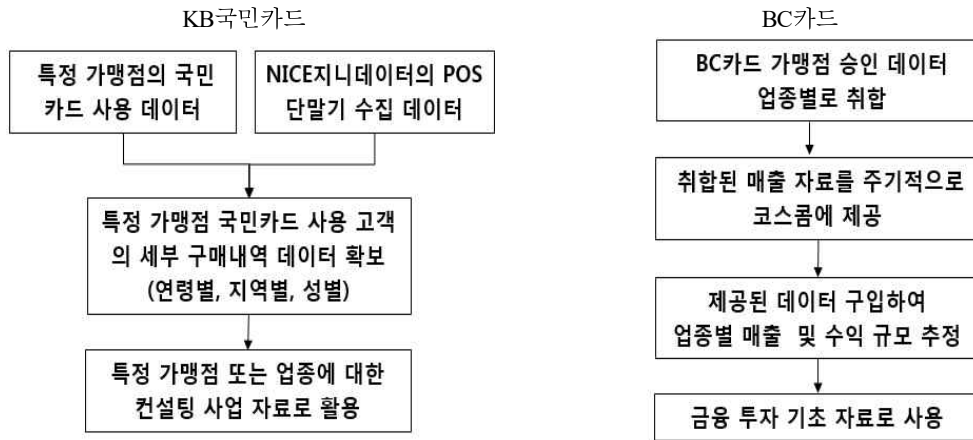 KB국민카드
특정 가맹점의 국민
카드 사용 데이터
NICE지니데이터의 POS
단말기 수집 데이터
특정 가맹점 국민카드 사용 고객
의 세부 구매내역 데이터 확보
(연령별, 지역별, 성별)
특정 가맹점 또는 업종에 대한
컨설팅 사업 자료로 활용
BC카드
BC카드 가맹점 승인 데이터
업종별로 취합
취합된 매출 자료를 주기적으로
코스콤에 제공
제공된 데이터 구입하여
업종별 매출 및 수익 규모 추정
금융 투자 기초 자료로 사용